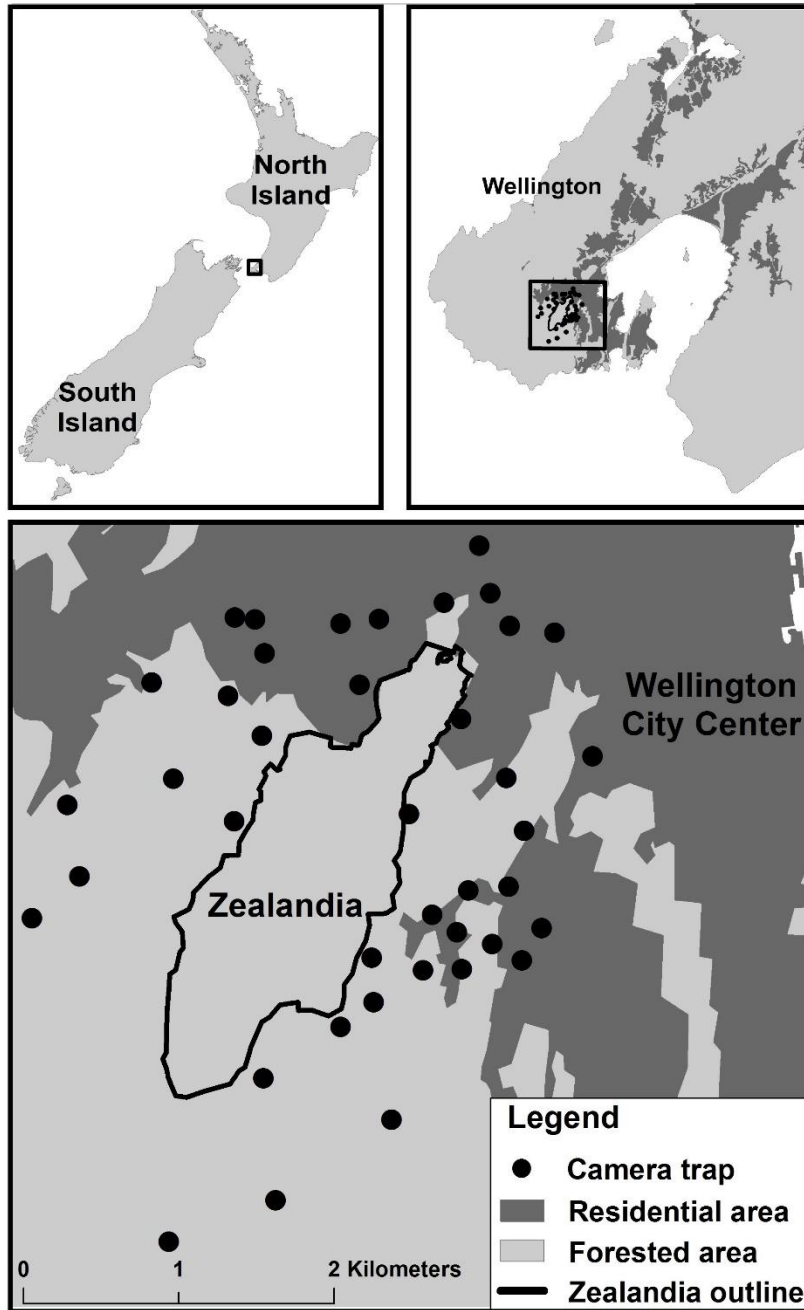 North
Island
South
Island
Wellington
Wellington
City Center
Zealandia
Legend
Camera trap
Residential area
Forested area
Zealandia outline
0 1 2 Kilometers